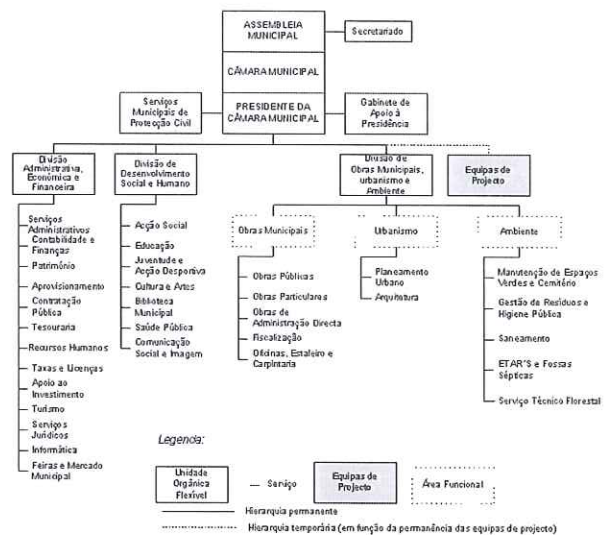 ASSEMBLEIA
MUNICIPAL
Secretariado
CÂMARA MUNICIPAL
Serviços
Municipais de
Protecção Civil
PRESIDENTE DA
CÂMARA MUNICIPAL
Gabinete de
Apoio à
Presidência
Divisão
Administrativa,
Económica e
Financeira
Divisão de
Desenvolvimento
Social e Humano
Divisão de
Obras Municipais,
urbanismo e
Ambiente
Equipas de
Projecto
Serviços
Administrativos
Contabilidade e
Finanças
Património
Aprovisionamento
Contratação
Pública
Tesouraria
Recursos Humanos
Taxas e Licenças
Apoio ao
Investimento
Turismo
Serviços
Jurídicos
Informática
Feiras e Mercado
Municipal
Acção Social
Educação
Juventude e
Acção Desportiva
Cultura e Artes
Biblioteca
Municipal
Saúde Pública
Comunicação
Social e Imagem
Obras Municipais
Obras Públicas
Obras Particulares
Obras de
Administração Directa
Fiscalização
Oficinas, Estaleiro e
Carpintaria
Urbanismo
Planeamento
Urbano
Arquitetura
Ambiente
Manutenção de Espaços
Verdes e Cemitério
Gestão de Resíduos e
Higiene Pública
Saneamento
ETAR'S e Fossas
Sépticas
Serviço Técnico Florestal
Legenda:
Unidade
Orgânica
Flexível
Serviço
Equipas de
Projecto
Área Funcional
Hierarquia permanente
Hierarquia temporária (em função da permanência das equipas de projecto)